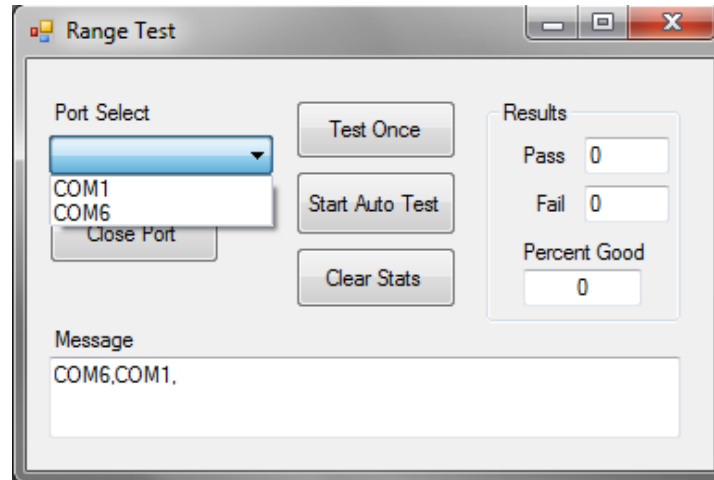 Range Test
Port Select
COM1
COM6
Close Port
Test Once
Start Auto Test
Clear Stats
Results
Pass 0
Fail 0
Percent Good
0
Message
COM6,COM1,